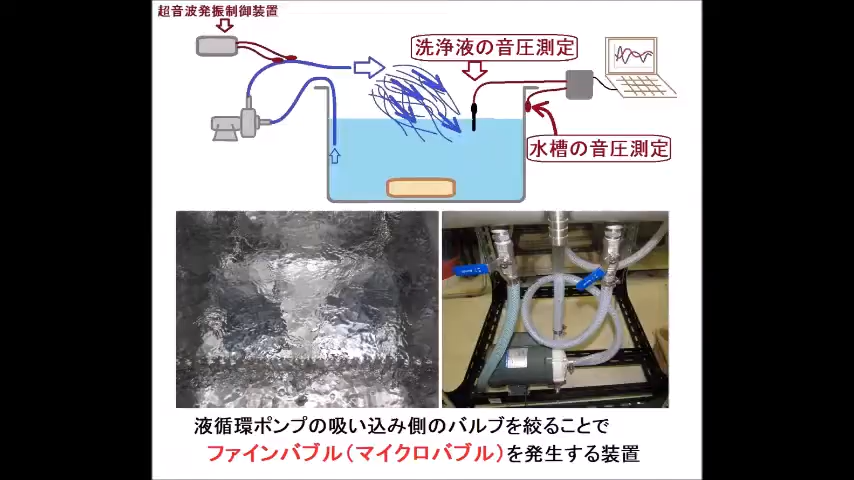 超音波発振制御装置
洗浄液の音圧測定
水槽の音圧測定
液循環ポンプの吸い込み側のバルブを絞ることで
ファインバブル(マイクロバブル)を発生する装置